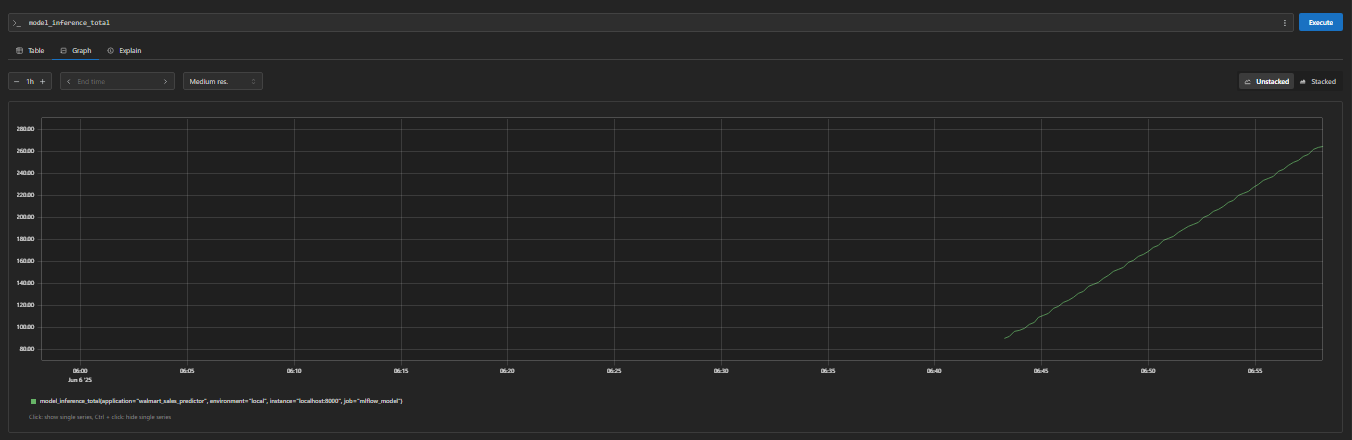 >_ model_inference_total
Execute
Table Graph Explain
− 1h + < End time > Medium res.
Unstacked Stacked
280.00
260.00
240.00
220.00
200.00
180.00
160.00
140.00
120.00
100.00
80.00
06:00 06:05 06:10 06:15 06:20 06:25 06:30 06:35 06:40 06:45 06:50 06:55
Jun 6 '25
model_inference_total{application="walmart_sales_predictor", environment="local", instance="localhost:8000", job="mlflow_model"}
Click: show single series, Ctrl + click: hide single series